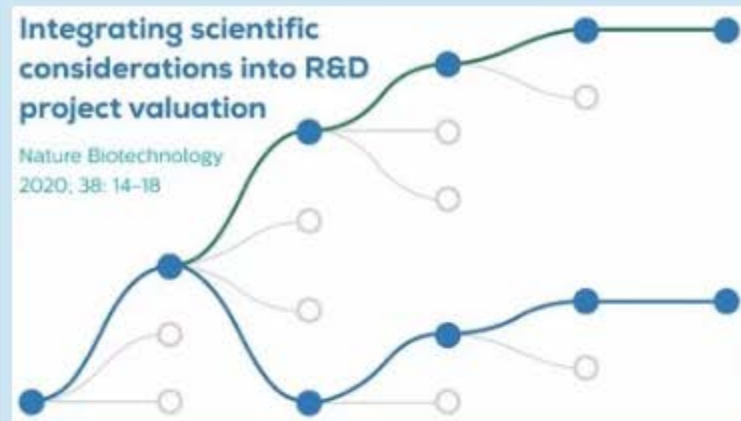 Integrating scientific
considerations into R&D
project valuation
Nature Biotechnology
2020; 38: 14-18